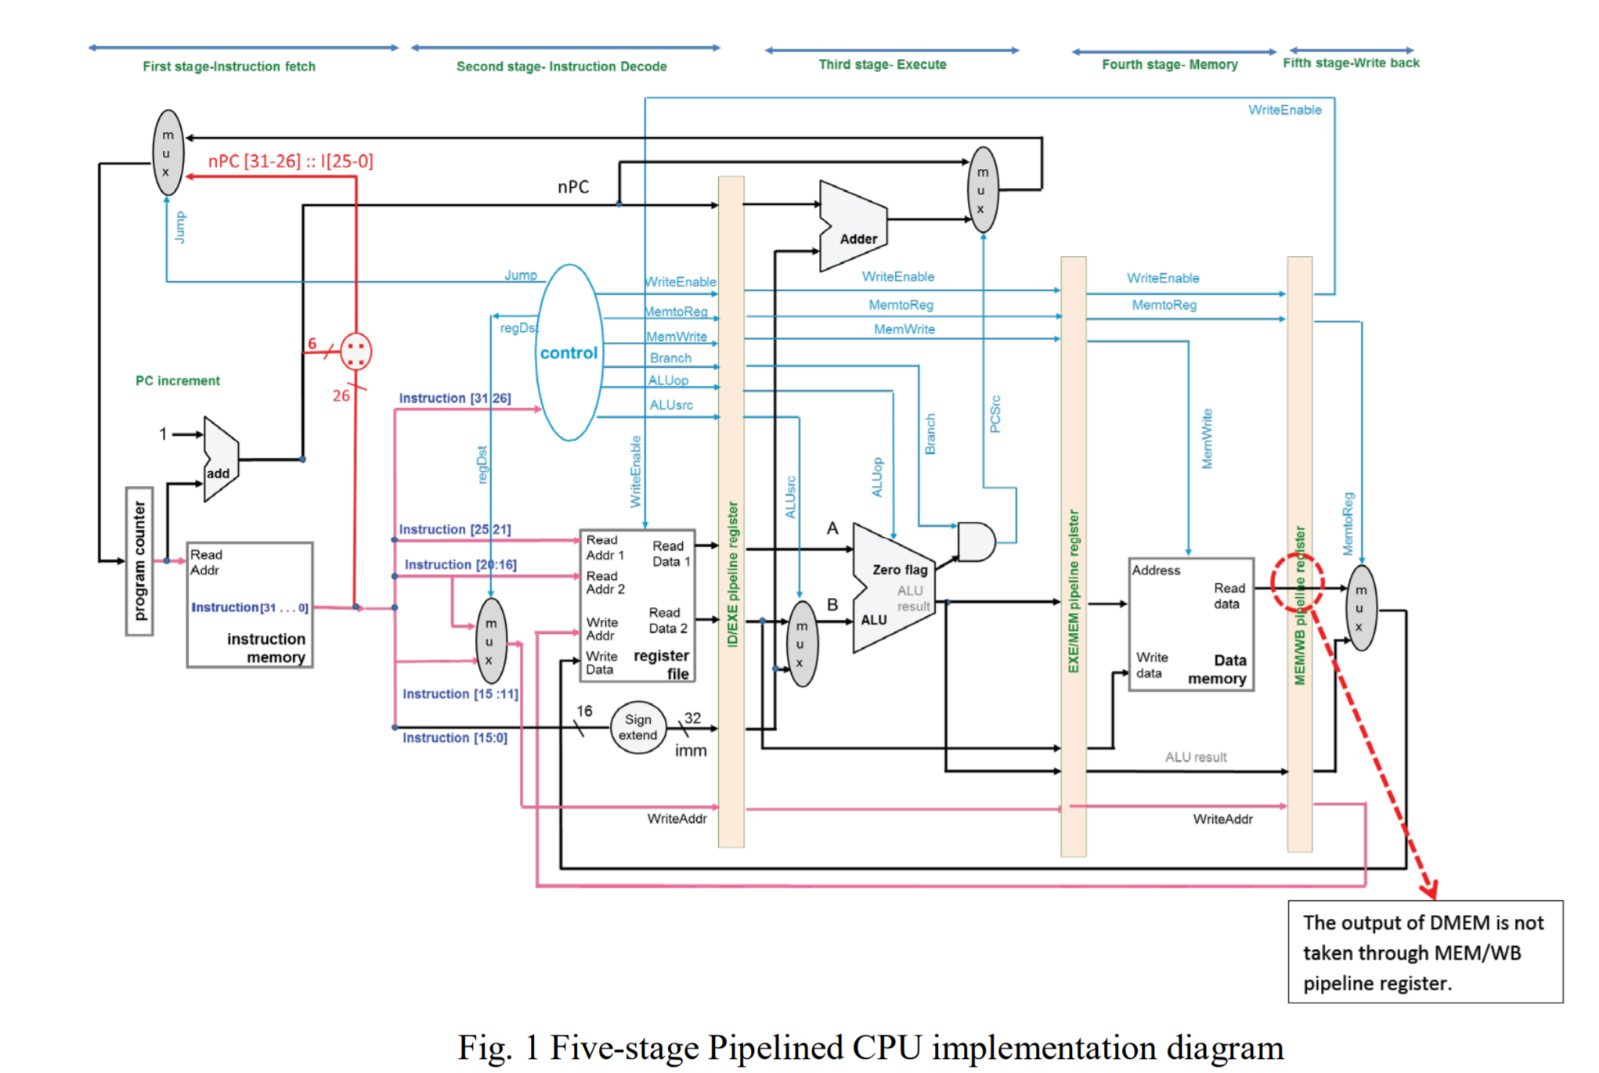 First stage-Instruction fetch
Second stage- Instruction Decode
Third stage- Execute
Fourth stage- Memory
Fifth stage-Write back
WriteEnable
m
u
x
nPC [31-26] :: I[25-0]
Jump
nPC
m
u
x
Adder
Jump
regDst
control
WriteEnable
MemtoReg
MemWrite
Branch
ALUop
ALUsrc
WriteEnable
MemtoReg
MemWrite
WriteEnable
MemtoReg
6
26
PC increment
1
add
program counter
Read
Addr
Instruction[31 . . . 0]
instruction
memory
Instruction [31 26]
Instruction [25 21]
Instruction [20:16]
Instruction [15 :11]
Instruction [15:0]
regDst
m
u
x
WriteEnable
Read
Addr 1
Read
Addr 2
Write
Addr
Write
Data
Read
Data 1
Read
Data 2
register
file
16
Sign
extend
32
imm
WriteAddr
ID/EXE pipeline register
ALUsrc
ALUop
Branch
PCSrc
A
B
m
u
x
Zero flag
ALU
result
ALU
EXE/MEM pipeline register
MemWrite
Address
Read
data
Write
data
Data
memory
ALU result
WriteAddr
MEM/WB pipeline register
MemtoReg
m
u
x
The output of DMEM is not
taken through MEM/WB
pipeline register.
Fig. 1 Five-stage Pipelined CPU implementation diagram